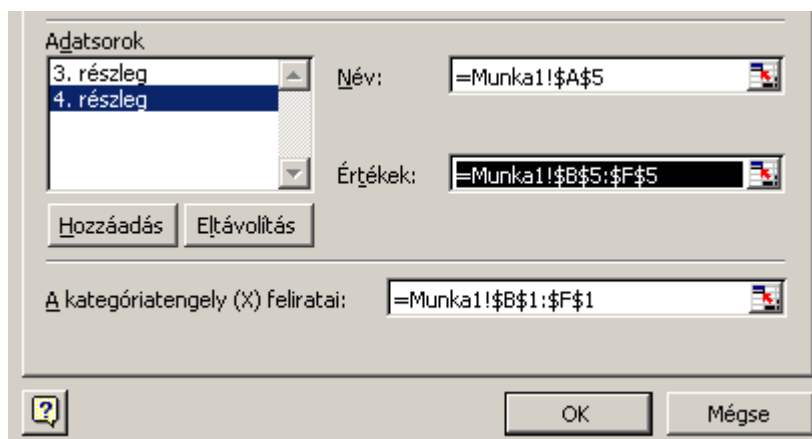 Adatsorok
3. részleg
4. részleg
Név:
=Munka1!$A$5
Értékek:
=Munka1!$B$5:$F$5
Hozzáadás
Eltávolítás
A kategóriatengely (X) feliratai:
=Munka1!$B$1:$F$1
OK
Mégse